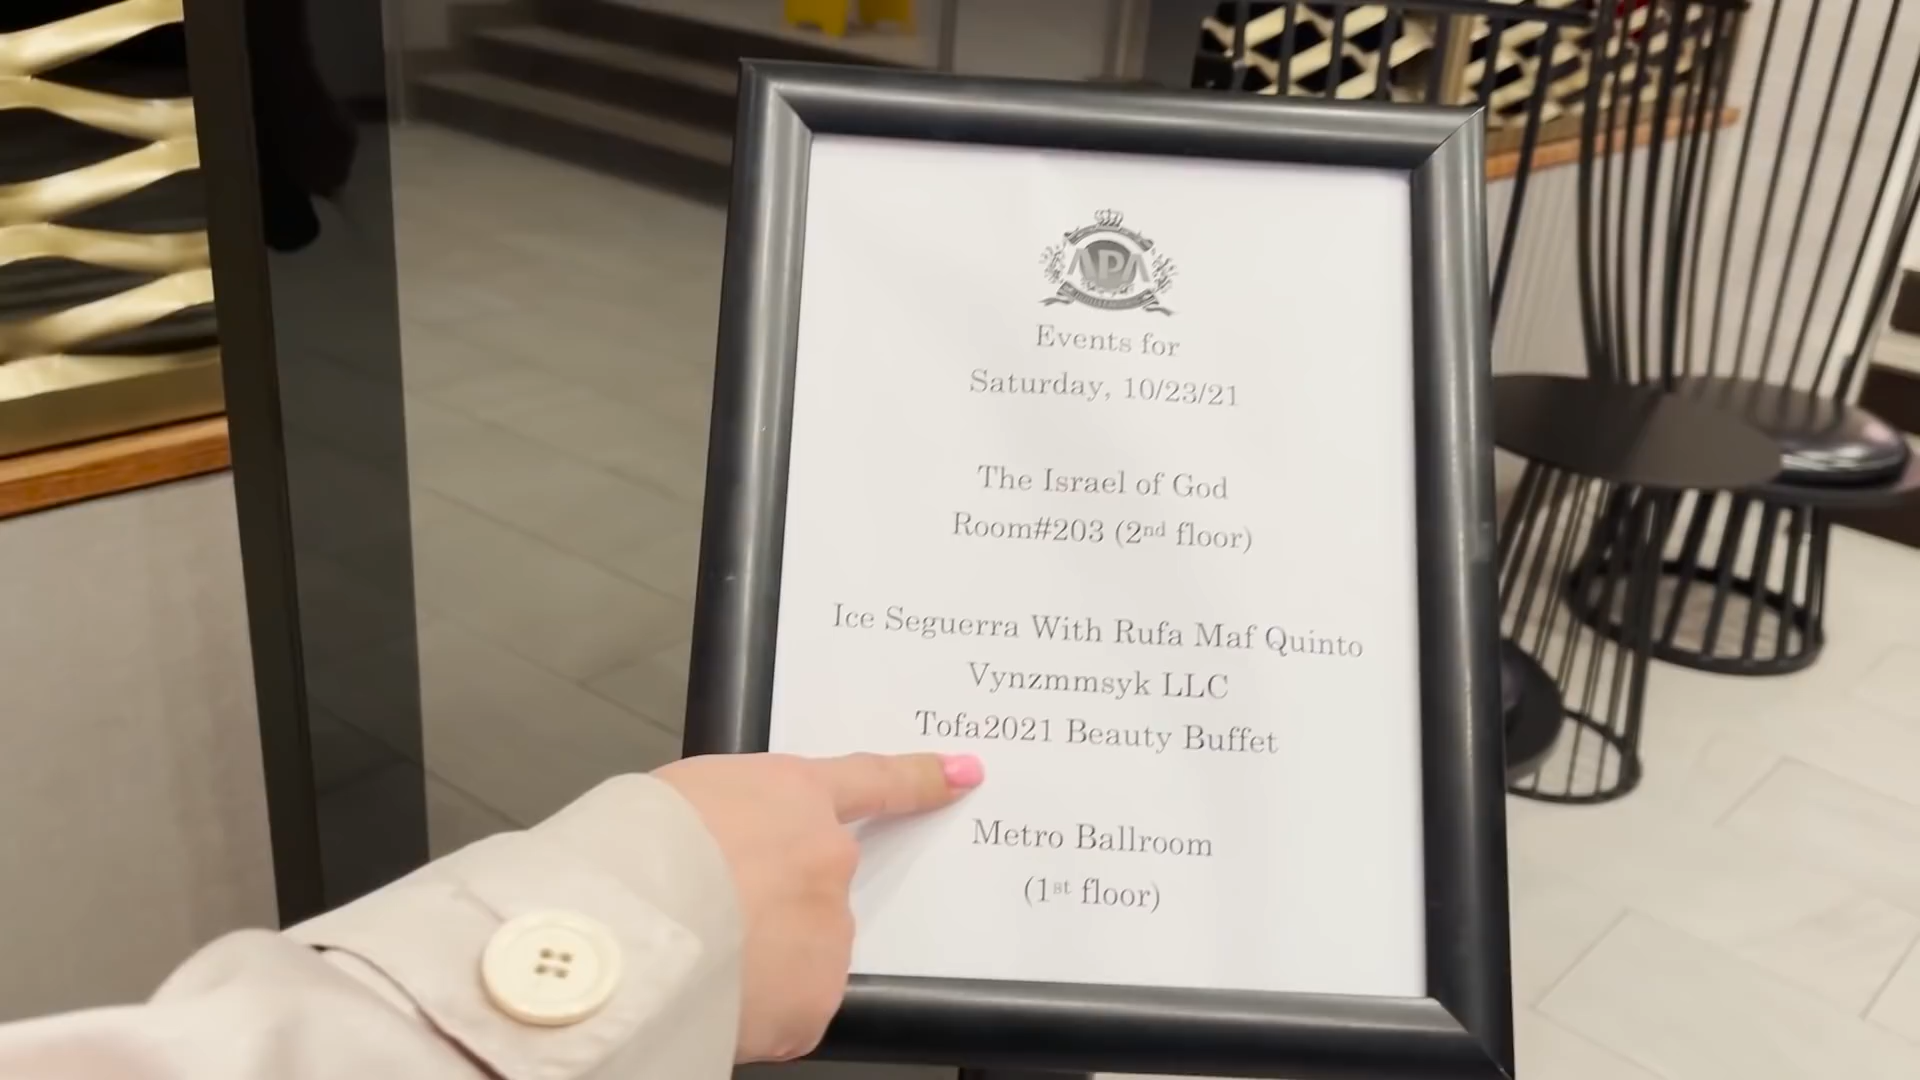 APA
Events for
Saturday, 10/23/21
The Israel of God
Room#203 (2nd floor)
Ice Seguerra With Rufa Maf Quinto
Vynzmmsyk LLC
Tofa2021 Beauty Buffet
Metro Ballroom
(1st floor)